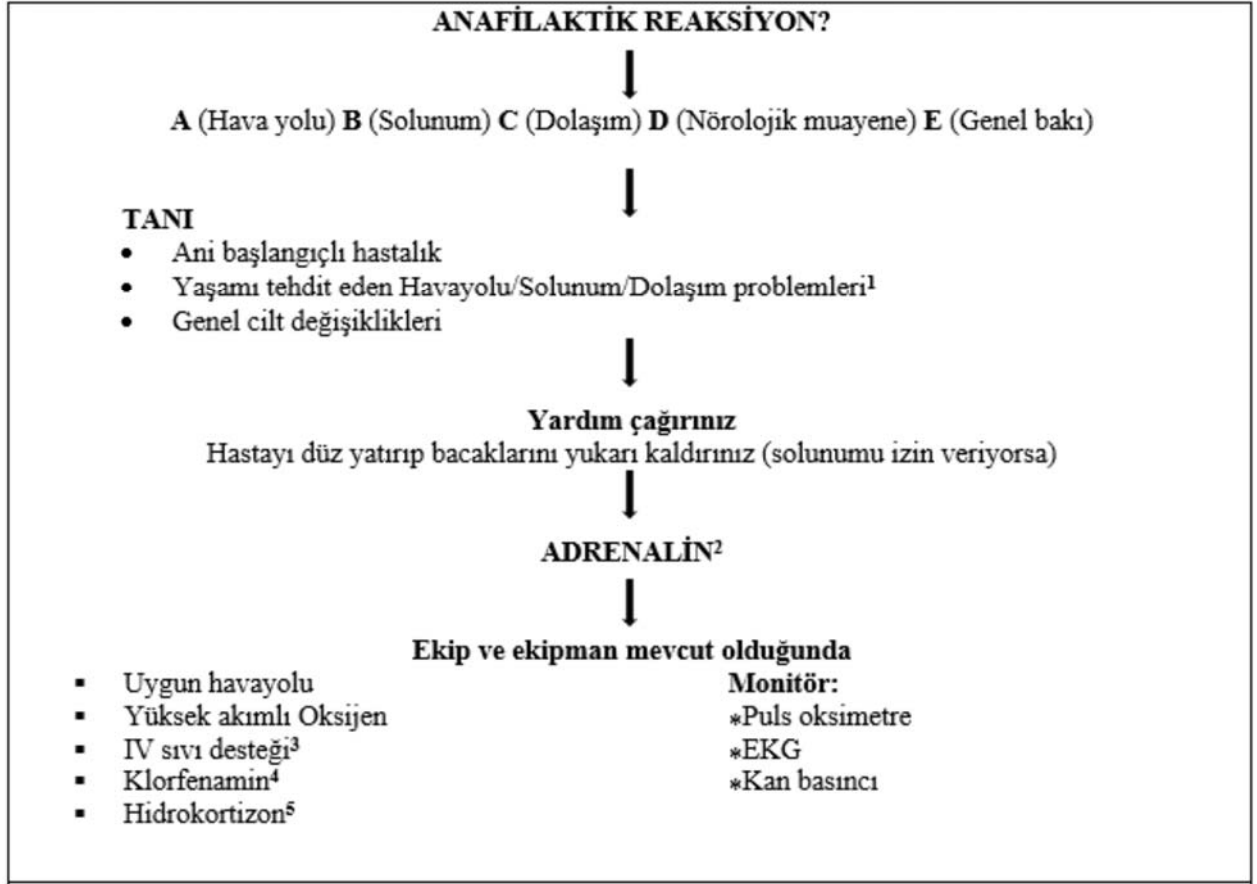 ANAFİLAKTİK REAKSİYON?
A (Hava yolu) B (Solunum) C (Dolaşım) D (Nörolojik muayene) E (Genel bakı)
TANI
• Ani başlangıçlı hastalık
• Yaşamı tehdit eden Havayolu/Solunum/Dolaşım problemleri¹
• Genel cilt değişiklikleri
Yardım çağırınız
Hastayı düz yatırıp bacaklarını yukarı kaldırınız (solunumu izin veriyorsa)
ADRENALİN²
Ekip ve ekipman mevcut olduğunda
▪ Uygun havayolu
▪ Yüksek akımlı Oksijen
▪ IV sıvı desteği³
▪ Klorfenamin⁴
▪ Hidrokortizon⁵
Monitör:
*Puls oksimetre
*EKG
*Kan basıncı